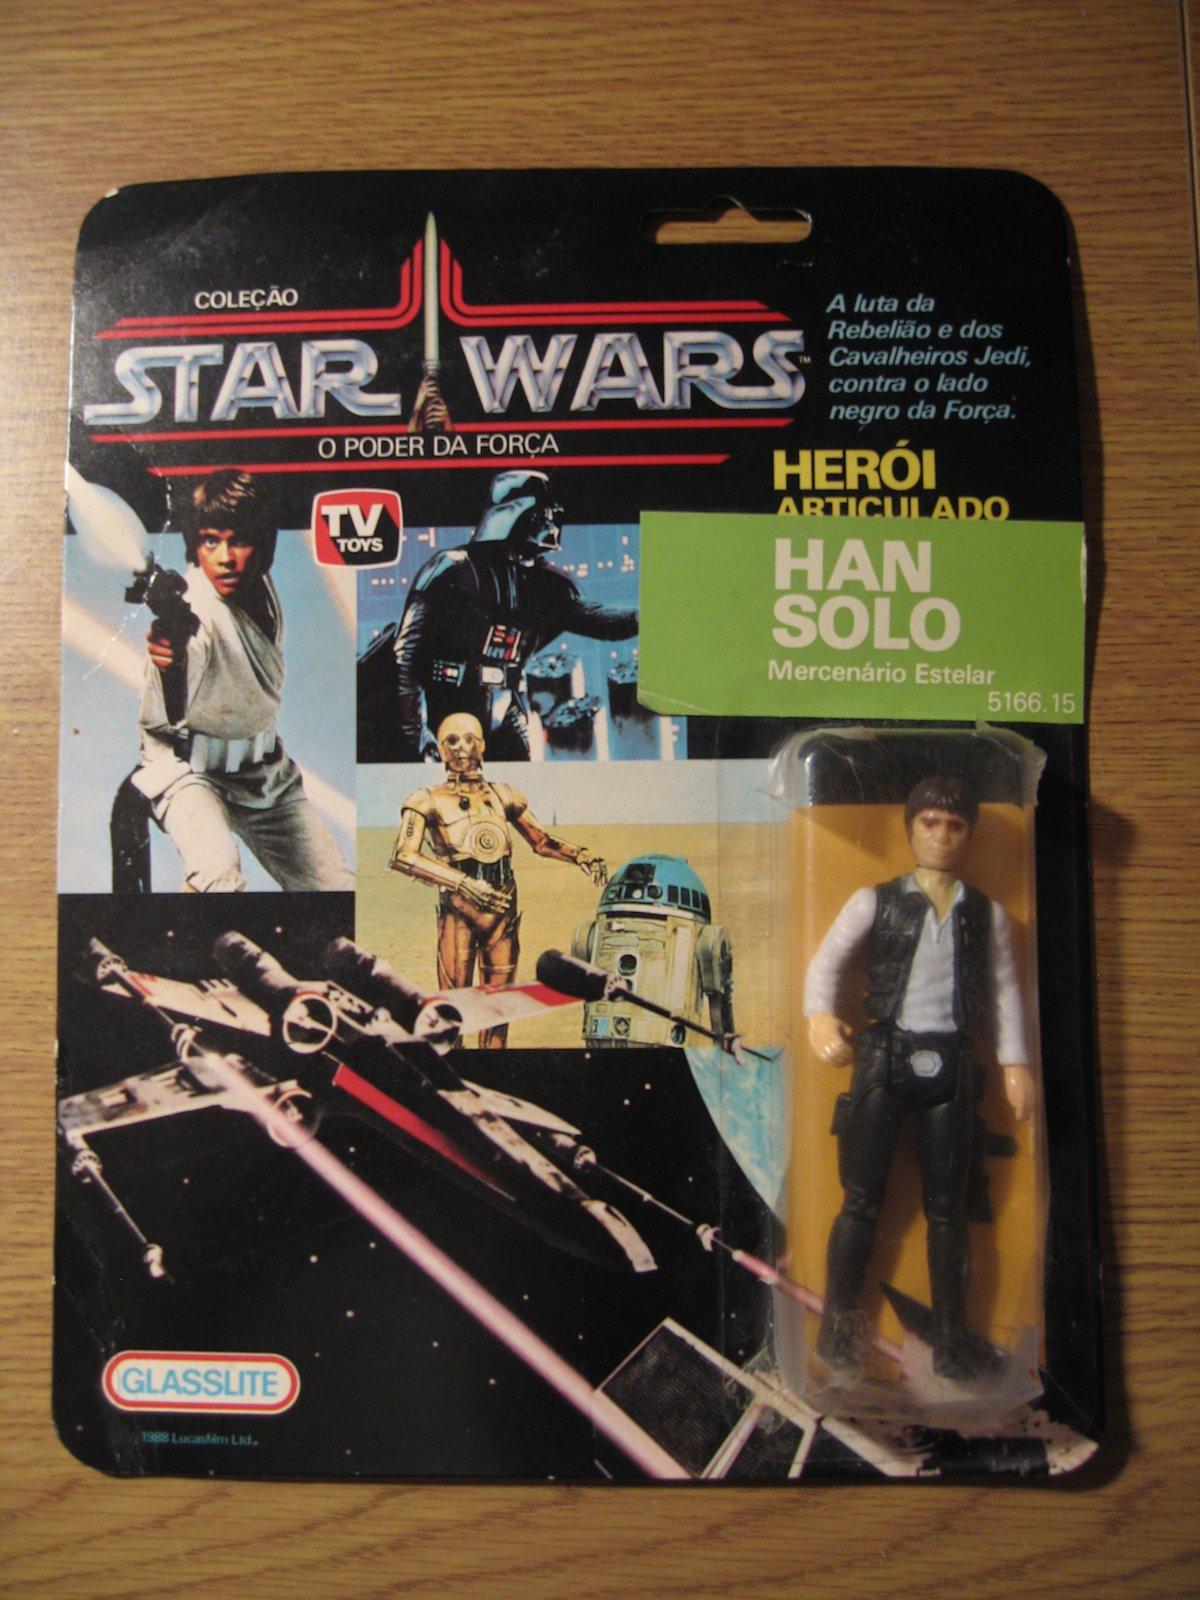 COLEÇÃO
STAR WARS™
O PODER DA FORÇA
A luta da
Rebelião e dos
Cavalheiros Jedi,
contra o lado
negro da Força.
HERÓI
ARTICULADO
TV
TOYS
HAN
SOLO
Mercenário Estelar
5166.15
GLASSLITE
1988 Lucasfilm Ltd.